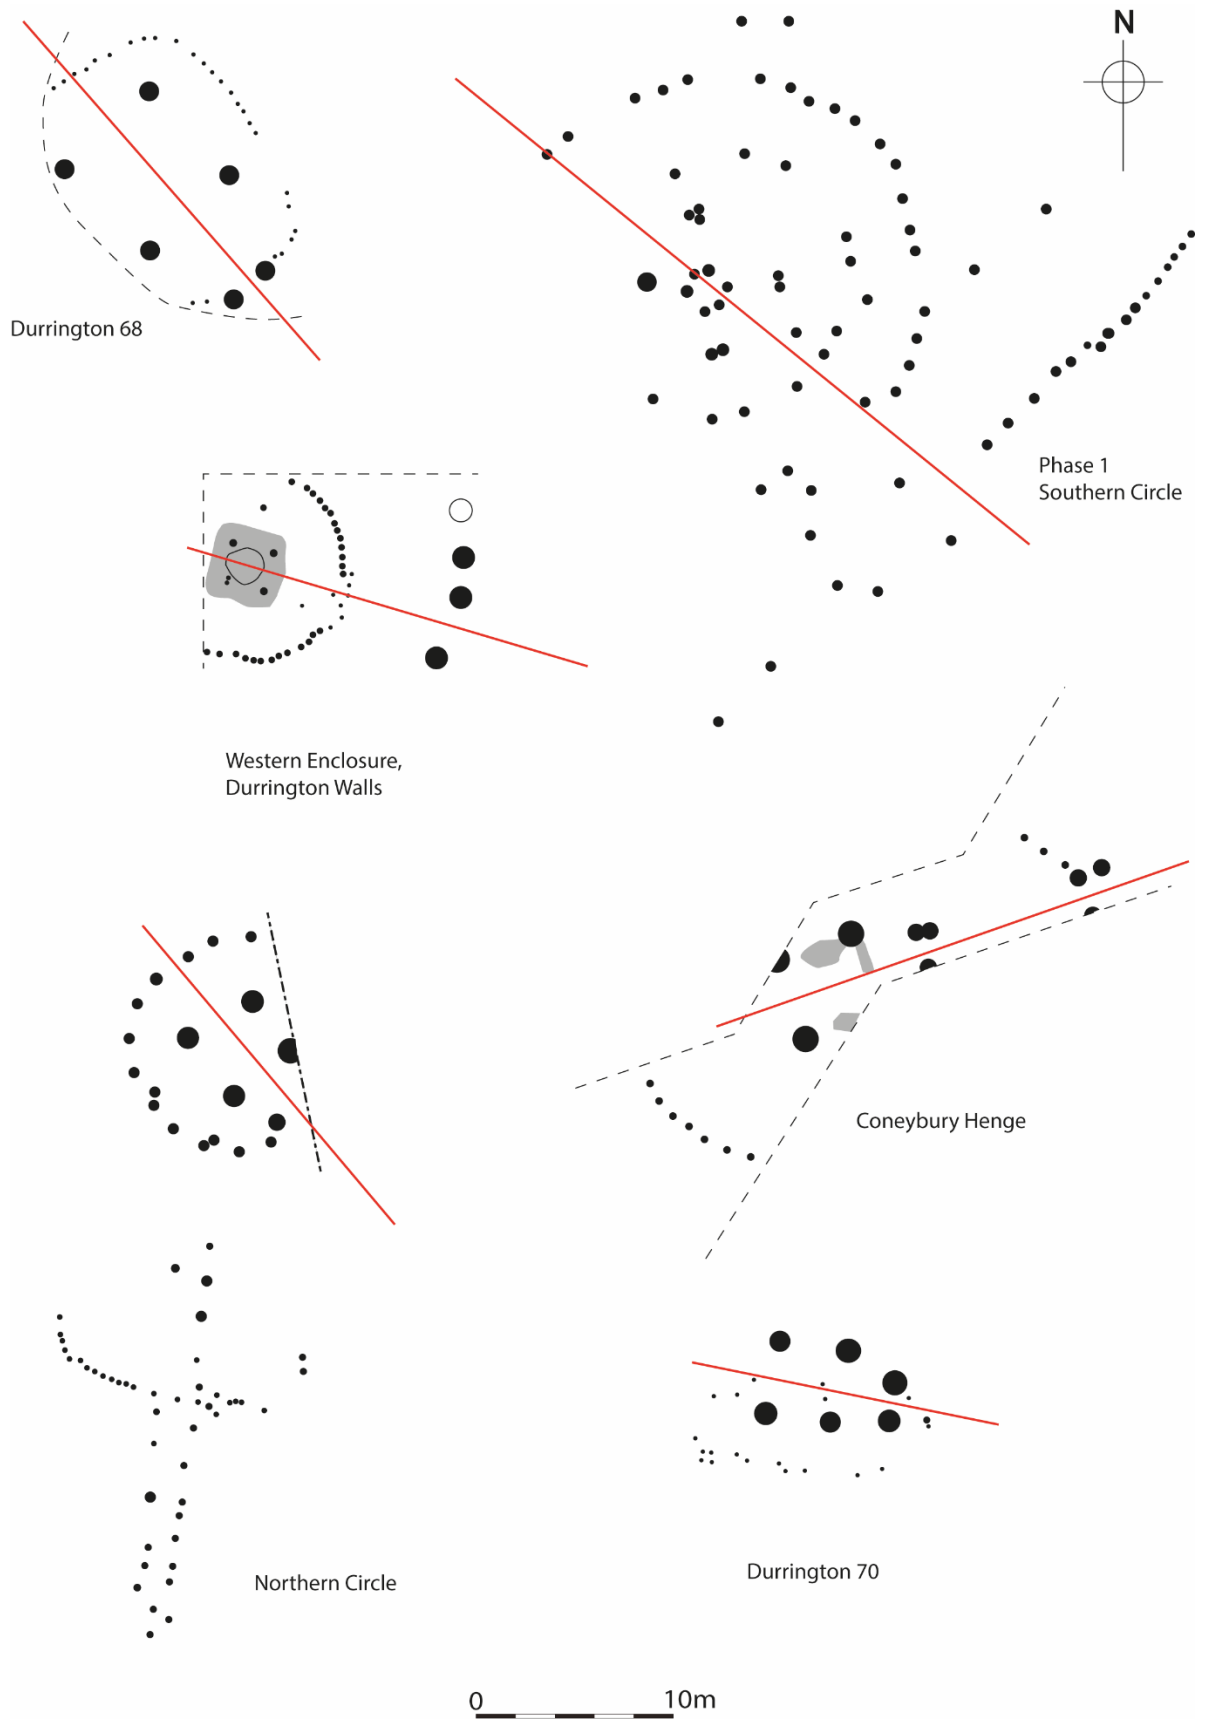 N
Durrington 68
Phase 1
Southern Circle
Western Enclosure,
Durrington Walls
Coneybury Henge
Northern Circle
Durrington 70
0 10m